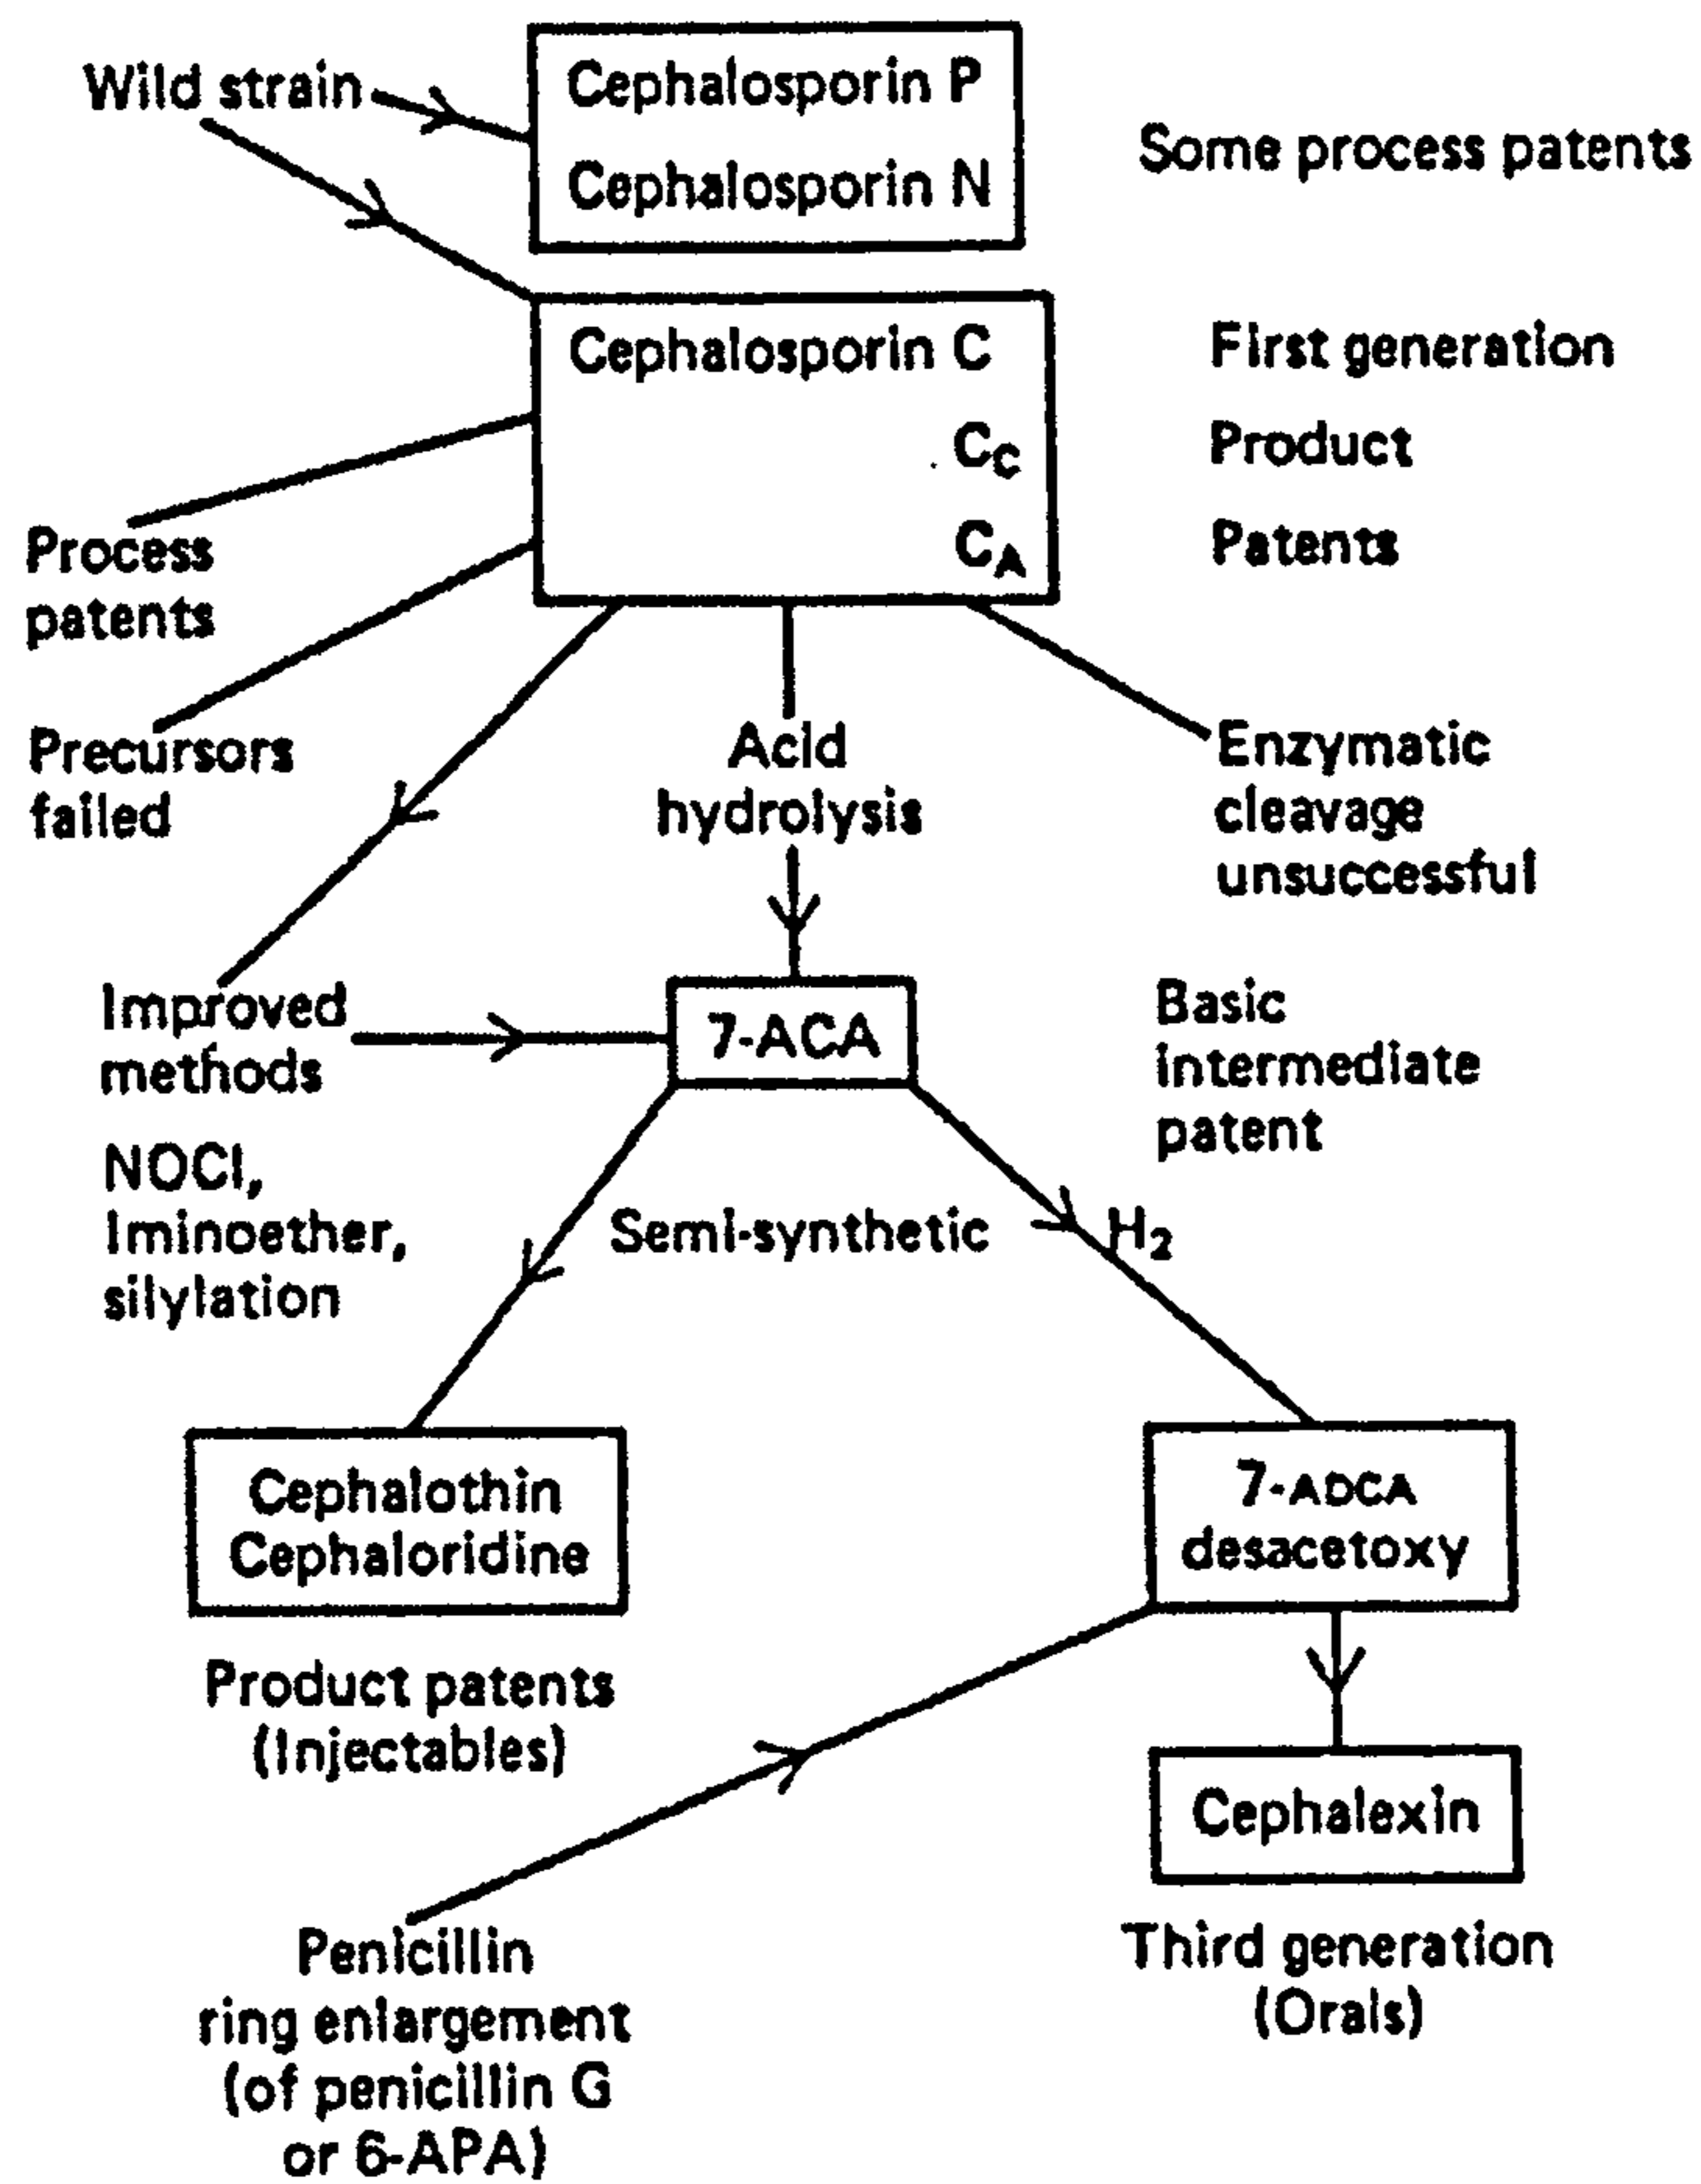 Wild strain
Cephalosporin P
Cephalosporin N
Some process patents
Cephalosporin C
C_C
C_A
First generation
Product
Patents
Process
patents
Precursors
failed
Acid
hydrolysis
Enzymatic
cleavage
unsuccessful
Improved
methods
7-ACA
Basic
intermediate
patent
NOCl,
Iminoether,
silylation
Semi-synthetic
H₂
Cephalothin
Cephaloridine
7-ADCA
desacetoxy
Product patents
(Injectables)
Cephalexin
Penicillin
ring enlargement
(of penicillin G
or 6-APA)
Third generation
(Orals)